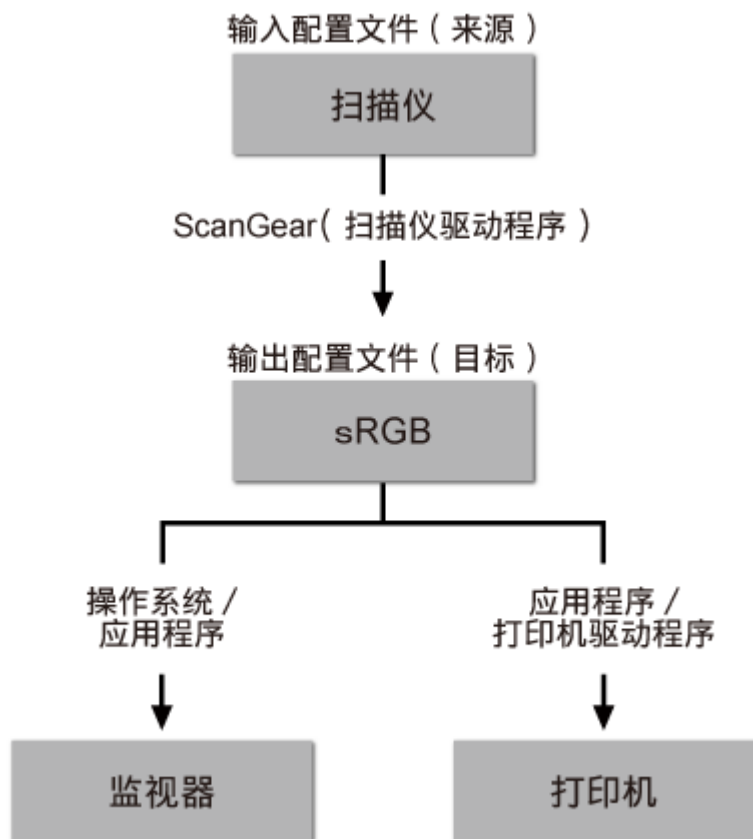 输入配置文件（来源）
扫描仪
ScanGear（扫描仪驱动程序）
输出配置文件（目标）
sRGB
操作系统 /
应用程序
应用程序 /
打印机驱动程序
监视器
打印机